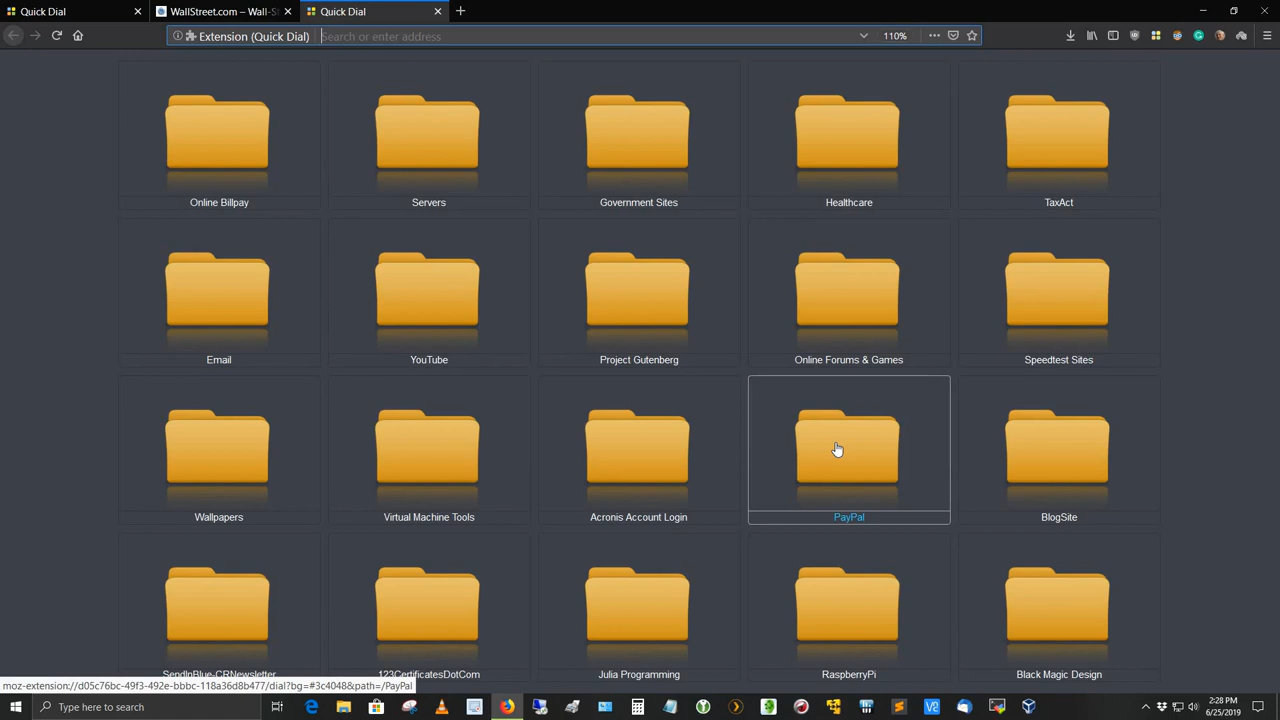 Quick Dial
WallStreet.com – Wall-S
Quick Dial
Extension (Quick Dial)
Search or enter address
110%
Online Billpay
Servers
Government Sites
Healthcare
TaxAct
Email
YouTube
Project Gutenberg
Online Forums & Games
Speedtest Sites
Wallpapers
Virtual Machine Tools
Acronis Account Login
PayPal
BlogSite
SendInBlue-CRNewsletter
123CertificatesDotCom
Julia Programming
RaspberryPi
Black Magic Design
moz-extension://d05c76bc-49f3-492e-bbbc-118a36d8b477/dial?bg=#3c4048&path=/PayPal
Type here to search
2:28 PM
6/25/2019